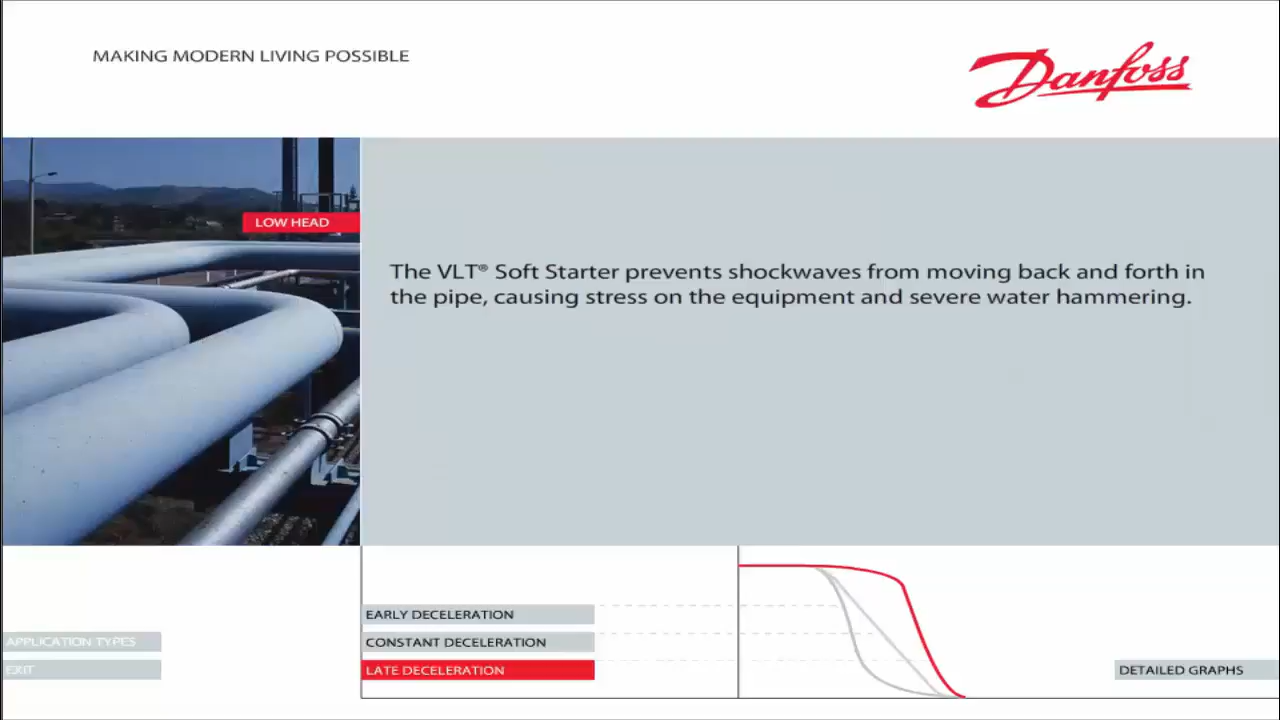 MAKING MODERN LIVING POSSIBLE
Danfoss
LOW HEAD
The VLT® Soft Starter prevents shockwaves from moving back and forth in
the pipe, causing stress on the equipment and severe water hammering.
EARLY DECELERATION
APPLICATION TYPES
CONSTANT DECELERATION
EXIT
LATE DECELERATION
DETAILED GRAPHS